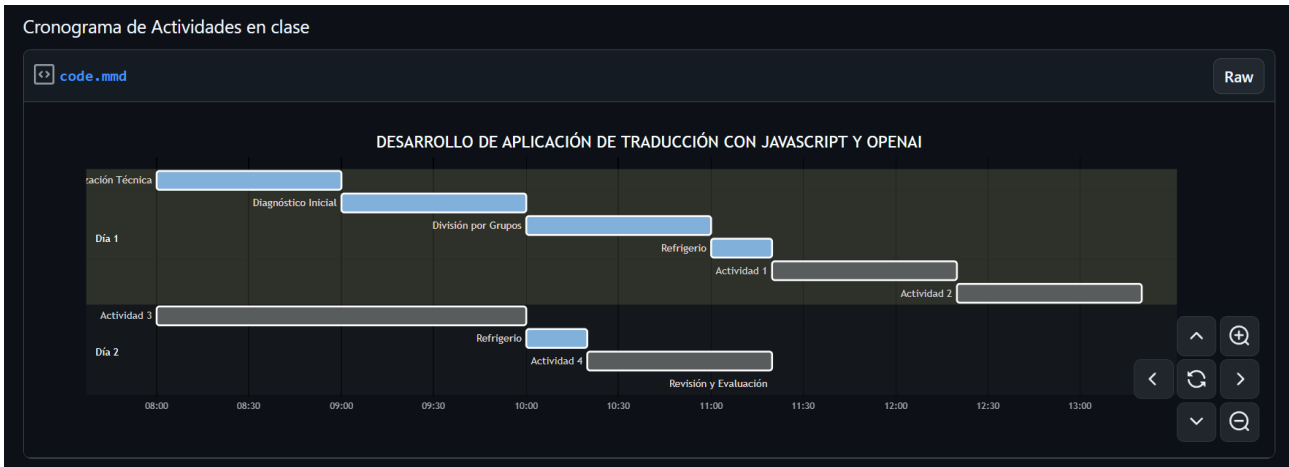 Cronograma de Actividades en clase
code.mmd
Raw
DESARROLLO DE APLICACIÓN DE TRADUCCIÓN CON JAVASCRIPT Y OPENAI
Técnica
Diagnóstico Inicial
División por Grupos
Día 1
Refrigerio
Actividad 1
Actividad 2
Actividad 3
Refrigerio
Día 2
Actividad 4
Revisión y Evaluación
08:00 08:30 09:00 09:30 10:00 10:30 11:00 11:30 12:00 12:30 13:00